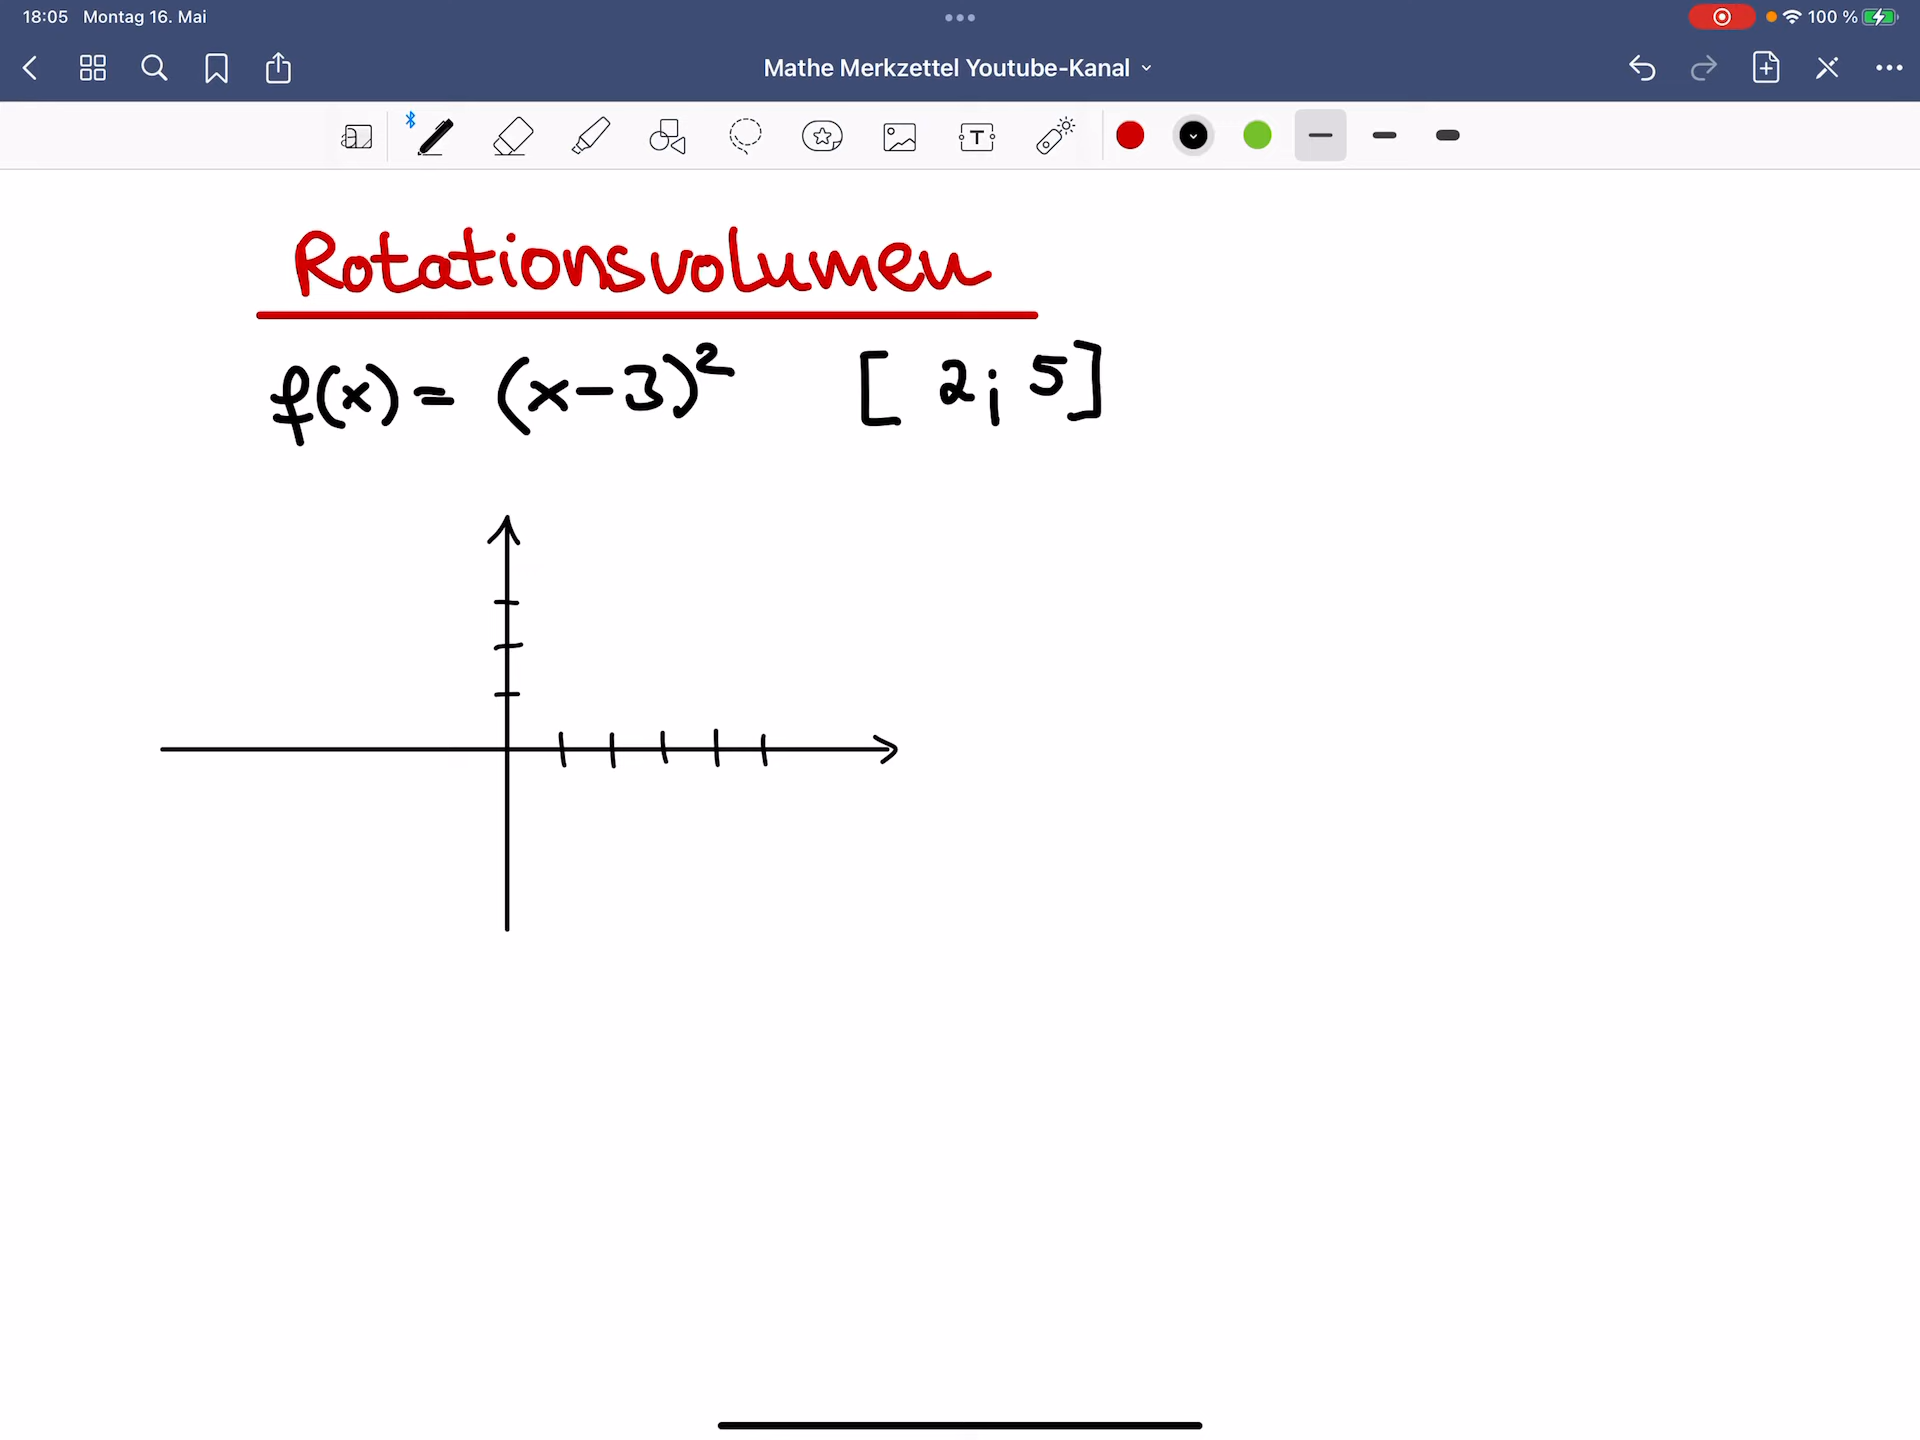 18:05 Montag 16. Mai 100 %
Mathe Merkzettel Youtube-Kanal
Rotationsvolumen
f(x) = (x-3)² [ 2; 5]